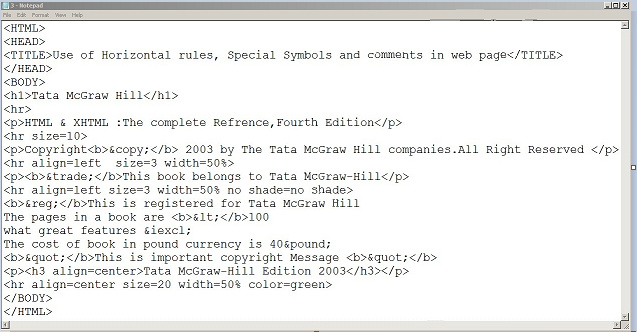 3 - Notepad
File Edit Format View Help
<HTML>
<HEAD>
<TITLE>Use of Horizontal rules, Special Symbols and comments in web page</TITLE>
</HEAD>
<BODY>
<h1>Tata McGraw Hill</h1>
<hr>
<p>HTML & XHTML :The complete Refrence,Fourth Edition</p>
<hr size=10>
<p>Copyright<b>&copy;</b> 2003 by The Tata McGraw Hill companies.All Right Reserved </p>
<hr align=left  size=3 width=50%>
<p><b>&trade;</b>This book belongs to Tata McGraw-Hill</p>
<hr align=left size=3 width=50% no shade=no shade>
<b>&reg;</b>This is registered for Tata McGraw Hill
The pages in a book are <b>&lt;</b>100
what great features &iexcl;
The cost of book in pound currency is 40&pound;
<b>&quot;</b>This is important copyright Message <b>&quot;</b>
<p><h3 align=center>Tata McGraw-Hill Edition 2003</h3></p>
<hr align=center size=20 width=50% color=green>
</BODY>
</HTML>